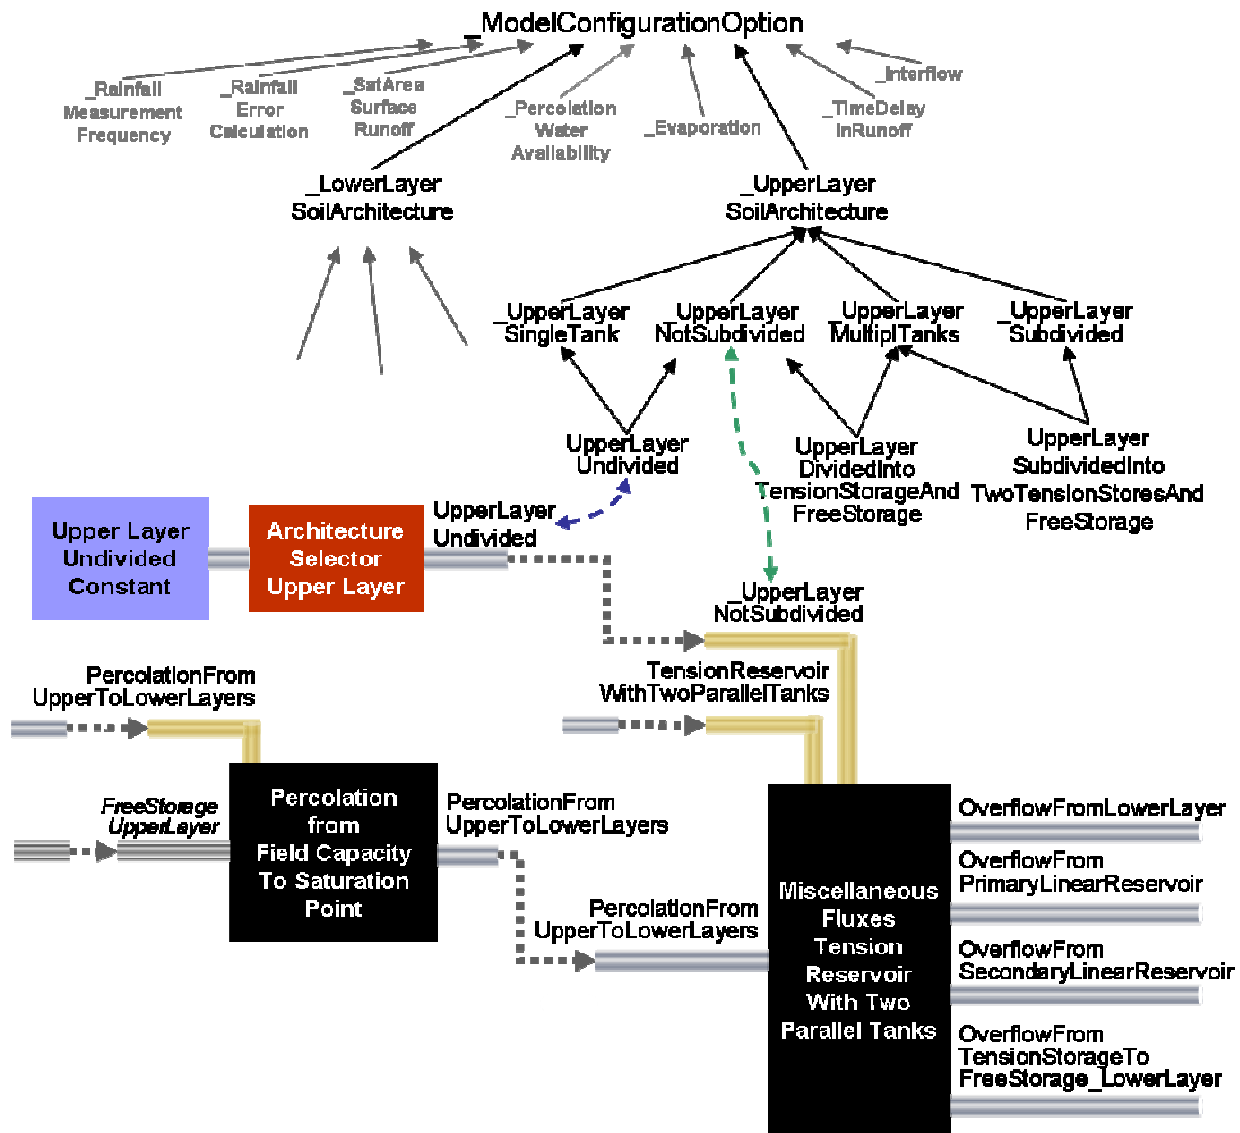 _ModelConfigurationOption
_Rainfall
Measurement
Frequency
_Rainfall
Error
Calculation
_SatArea
Surface
Runoff
_Percolation
Water
Availability
_Evaporation
_TimeDelay
InRunoff
_Interflow
_LowerLayer
SoilArchitecture
_UpperLayer
SoilArchitecture
_UpperLayer
SingleTank
_UpperLayer
NotSubdivided
_UpperLayer
MultiplTanks
_UpperLayer
Subdivided
UpperLayer
Undivided
UpperLayer
DividedInto
TensionStorageAnd
FreeStorage
UpperLayer
SubdividedInto
TwoTensionStoresAnd
FreeStorage
Upper Layer
Undivided
Constant
Architecture
Selector
Upper Layer
UpperLayer
Undivided
_UpperLayer
NotSubdivided
PercolationFrom
UpperToLowerLayers
TensionReservoir
WithTwoParallelTanks
FreeStorage
UpperLayer
Percolation
from
Field Capacity
To Saturation
Point
PercolationFrom
UpperToLowerLayers
PercolationFrom
UpperToLowerLayers
Miscellaneous
Fluxes
Tension
Reservoir
With Two
Parallel Tanks
OverflowFromLowerLayer
OverflowFrom
PrimaryLinearReservoir
OverflowFrom
SecondaryLinearReservoir
OverflowFrom
TensionStorageTo
FreeStorage_LowerLayer